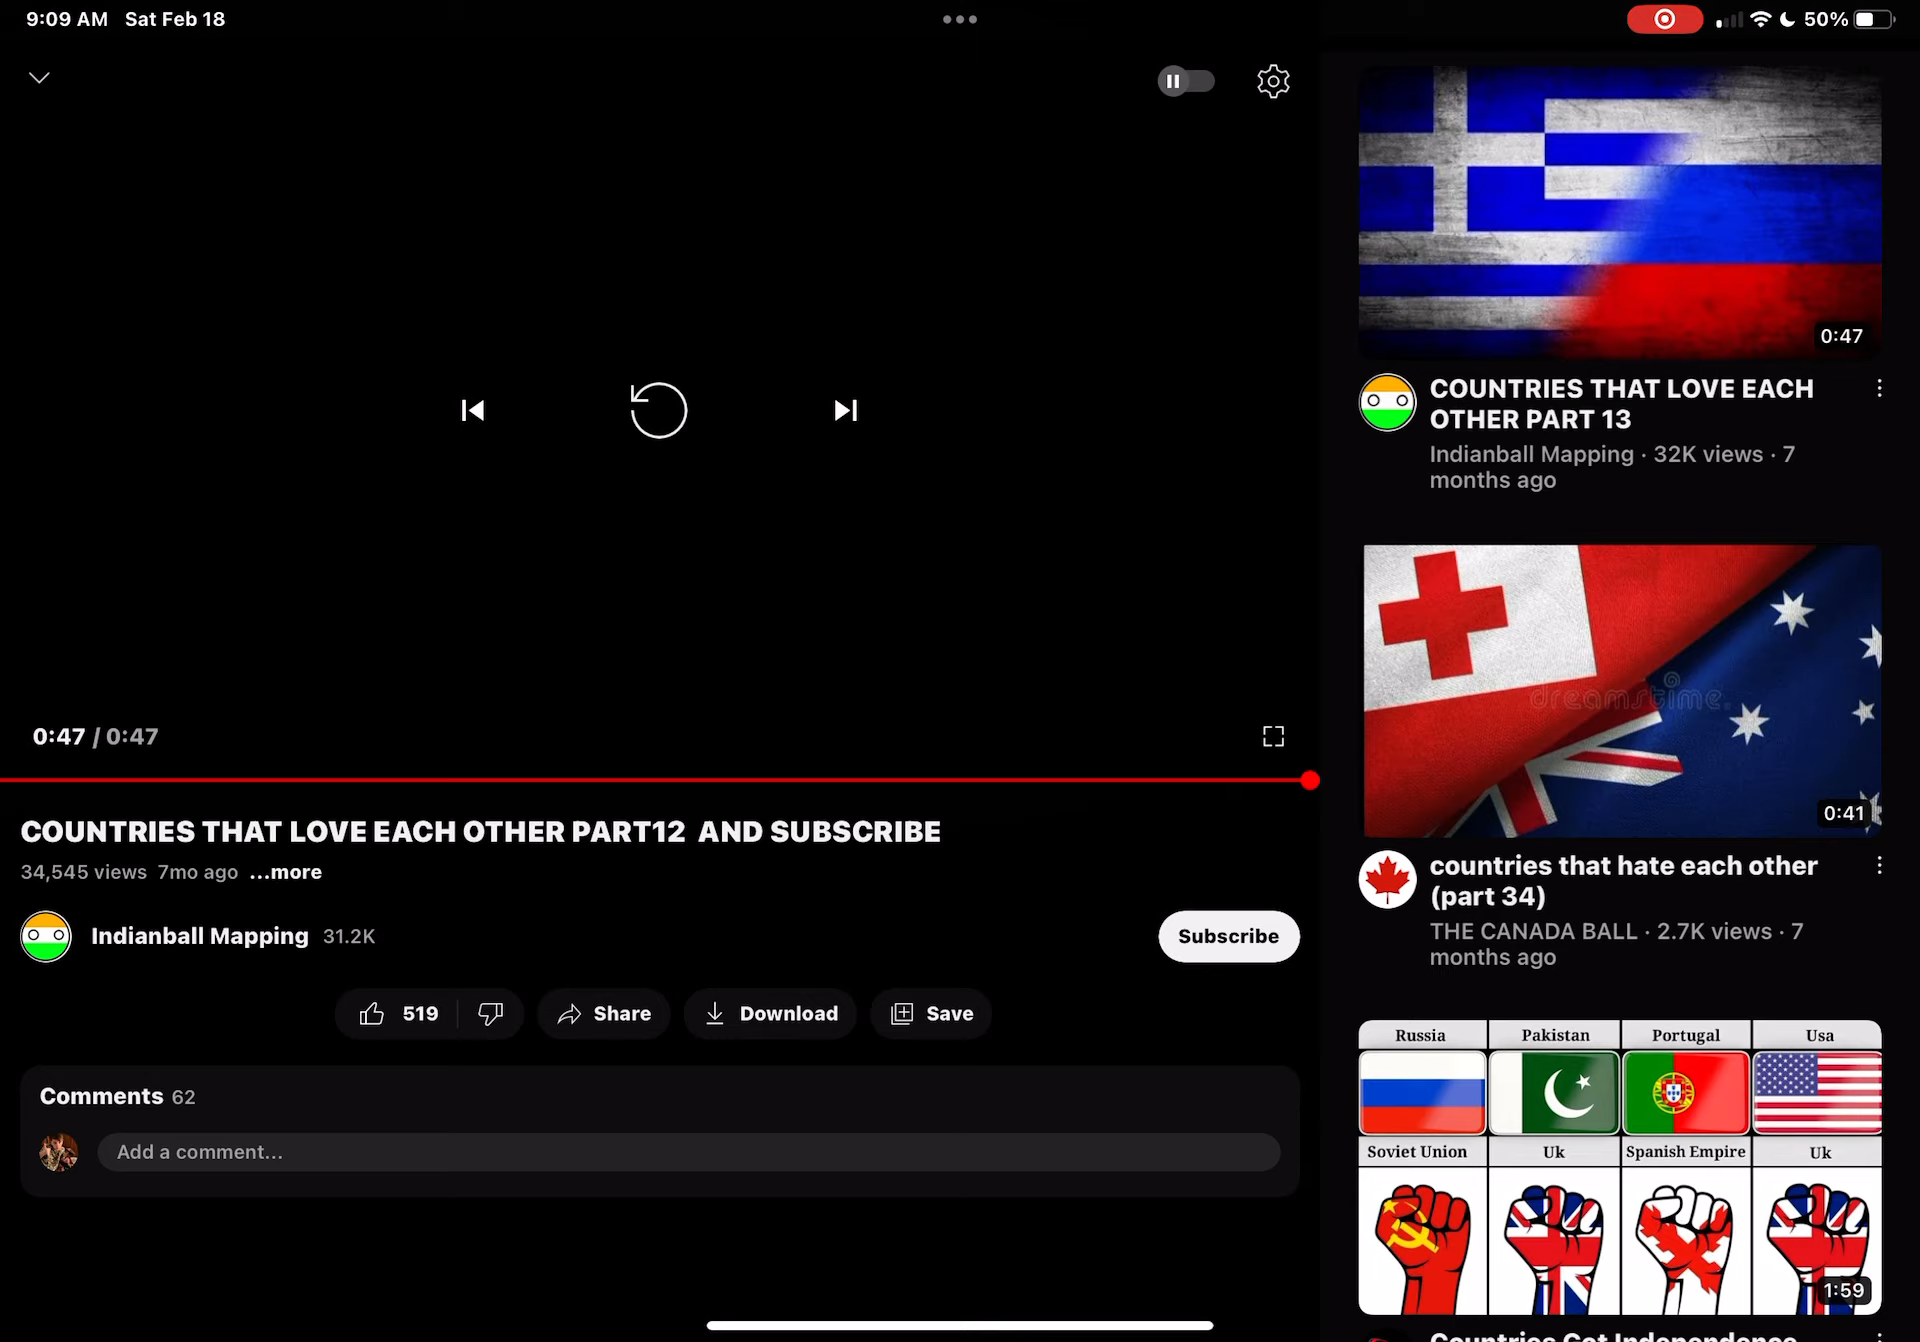 9:09 AM Sat Feb 18
50%
0:47 / 0:47
COUNTRIES THAT LOVE EACH OTHER PART12 AND SUBSCRIBE
34,545 views 7mo ago ...more
Indianball Mapping 31.2K
Subscribe
519
Share
Download
Save
Comments 62
Add a comment...
0:47
COUNTRIES THAT LOVE EACH
OTHER PART 13
Indianball Mapping · 32K views · 7
months ago
dreamstime.
0:41
countries that hate each other
(part 34)
THE CANADA BALL · 2.7K views · 7
months ago
Russia Pakistan Portugal Usa
Soviet Union Uk Spanish Empire Uk
1:59
Countries Got Independence